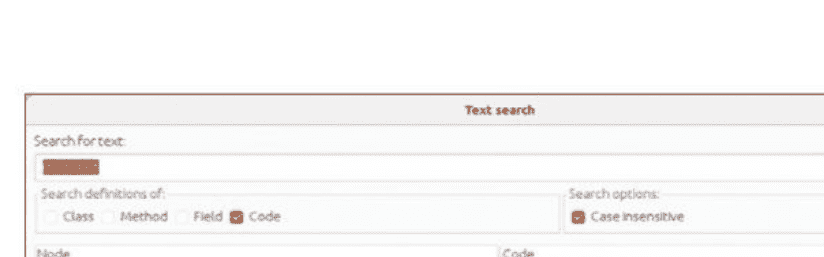 Text search
Search for text:
Search definitions of: Search options:
Class Method Field Code Case insensitive
Node Code